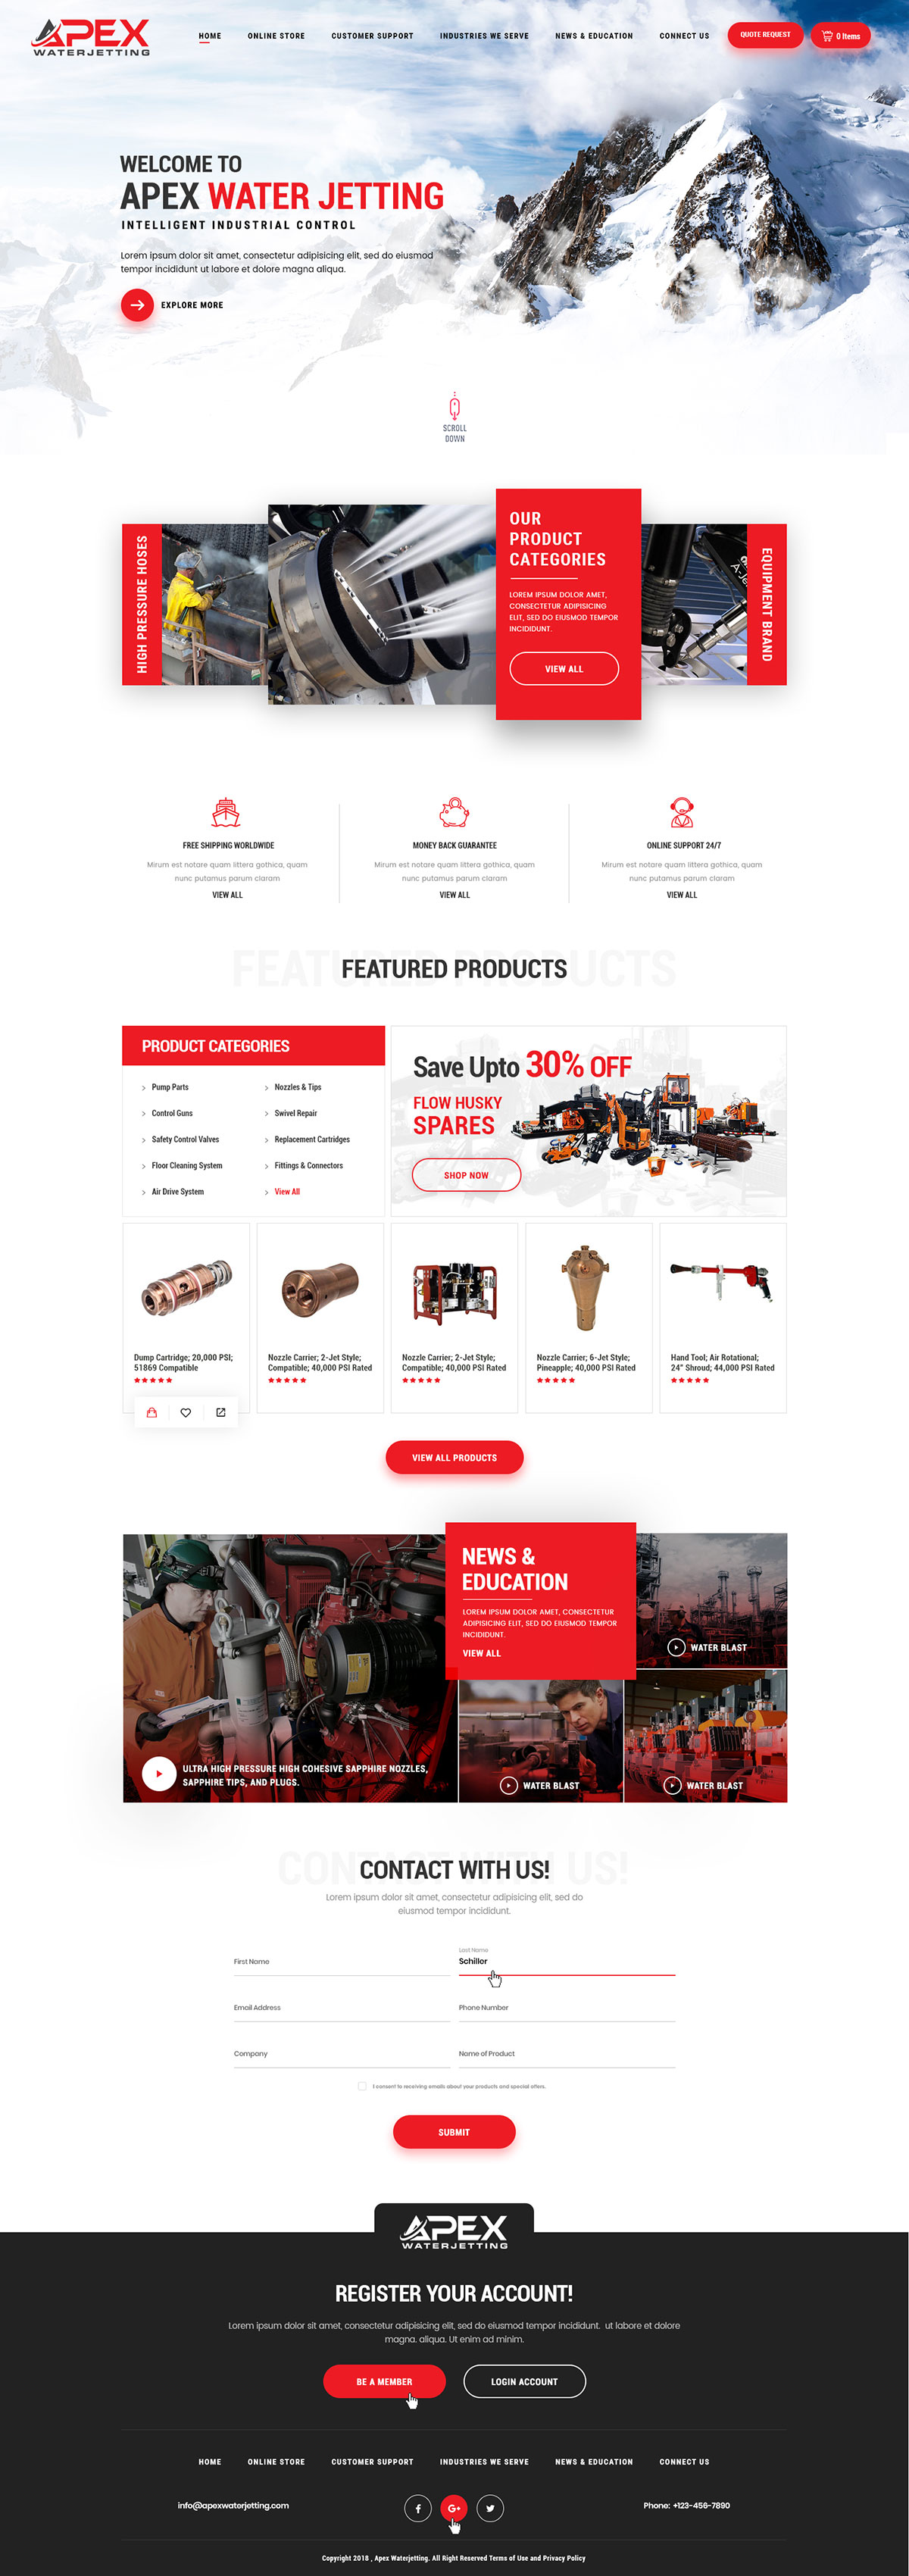 APEX
WATERJETTING
HOME
ONLINE STORE
CUSTOMER SUPPORT
INDUSTRIES WE SERVE
NEWS & EDUCATION
CONNECT US
QUOTE REQUEST
0 Items
WELCOME TO
APEX WATER JETTING
INTELLIGENT INDUSTRIAL CONTROL
Lorem ipsum dolor sit amet, consectetur adipisicing elit, sed do eiusmod
tempor incididunt ut labore et dolore magna aliqua.
EXPLORE MORE
SCROLL
DOWN
HIGH PRESSURE HOSES
OUR
PRODUCT
CATEGORIES
LOREM IPSUM DOLOR AMET,
CONSECTETUR ADIPISICING
ELIT, SED DO EIUSMOD TEMPOR
INCIDIDUNT.
VIEW ALL
EQUIPMENT BRAND
FREE SHIPPING WORLDWIDE
Mirum est notare quam littera gothica, quam
nunc putamus parum claram
VIEW ALL
MONEY BACK GUARANTEE
Mirum est notare quam littera gothica, quam
nunc putamus parum claram
VIEW ALL
ONLINE SUPPORT 24/7
Mirum est notare quam littera gothica, quam
nunc putamus parum claram
VIEW ALL
FEATURED PRODUCTS
FEATURED PRODUCTS
PRODUCT CATEGORIES
Pump Parts
Control Guns
Safety Control Valves
Floor Cleaning System
Air Drive System
Nozzles & Tips
Swivel Repair
Replacement Cartridges
Fittings & Connectors
View All
Save Upto 30% OFF
FLOW HUSKY
SPARES
SHOP NOW
Dump Cartridge; 20,000 PSI;
51869 Compatible
Nozzle Carrier; 2-Jet Style;
Compatible; 40,000 PSI Rated
Nozzle Carrier; 2-Jet Style;
Compatible; 40,000 PSI Rated
Nozzle Carrier; 6-Jet Style;
Pineapple; 40,000 PSI Rated
Hand Tool; Air Rotational;
24" Shroud; 44,000 PSI Rated
VIEW ALL PRODUCTS
NEWS &
EDUCATION
LOREM IPSUM DOLOR AMET, CONSECTETUR
ADIPISICING ELIT, SED DO EIUSMOD TEMPOR
INCIDIDUNT.
VIEW ALL
WATER BLAST
ULTRA HIGH PRESSURE HIGH COHESIVE SAPPHIRE NOZZLES,
SAPPHIRE TIPS, AND PLUGS.
WATER BLAST
WATER BLAST
CONTACT WITH US!
CONTACT WITH US!
Lorem ipsum dolor sit amet, consectetur adipisicing elit, sed do
eiusmod tempor incididunt.
First Name
Last Name
Schiller
Email Address
Phone Number
Company
Name of Product
I consent to receiving emails about your products and special offers.
SUBMIT
APEX
WATERJETTING
REGISTER YOUR ACCOUNT!
Lorem ipsum dolor sit amet, consectetur adipisicing elit, sed do eiusmod tempor incididunt. ut labore et dolore
magna. aliqua. Ut enim ad minim.
BE A MEMBER
LOGIN ACCOUNT
HOME
ONLINE STORE
CUSTOMER SUPPORT
INDUSTRIES WE SERVE
NEWS & EDUCATION
CONNECT US
info@apexwaterjetting.com
G+
Phone: +123-456-7890
Copyright 2018 , Apex Waterjetting. All Right Reserved Terms of Use and Privacy Policy